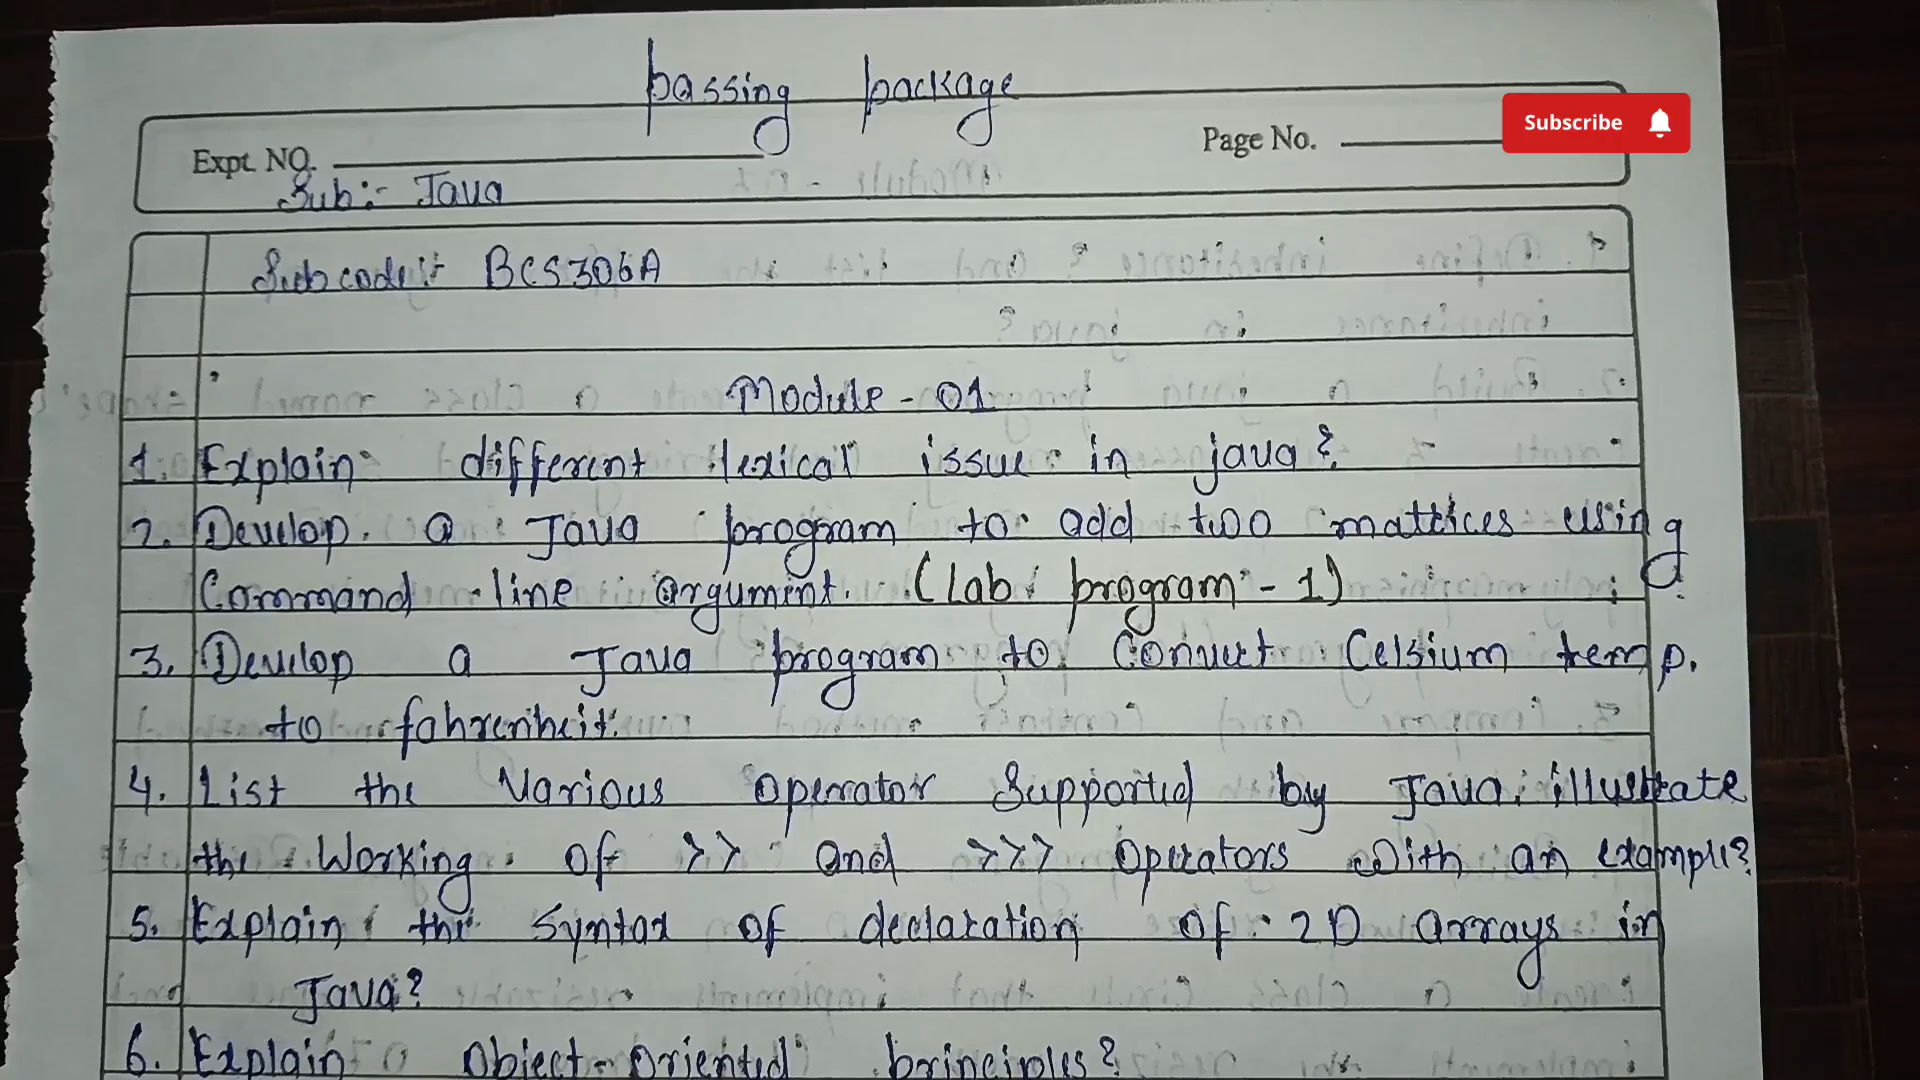 passing package
Subscribe
Expt. NO.
Page No.
Sub:- Java
Subcode:- BCS306A
Module - 01
1. Explain different lexical issue in java?
2. Develop a Java program to add two matrices using
Command line argument. (Lab program - 1)
3. Develop a Java program to Convert Celsium temp.
to fahrenheit.
4. List the Various Operator Supported by Java. illustrate
the Working of >> and >>> Operators With an example?
5. Explain the Syntax of declaration of 2D arrays in
Java?
6. Explain Object-Oriented principles?